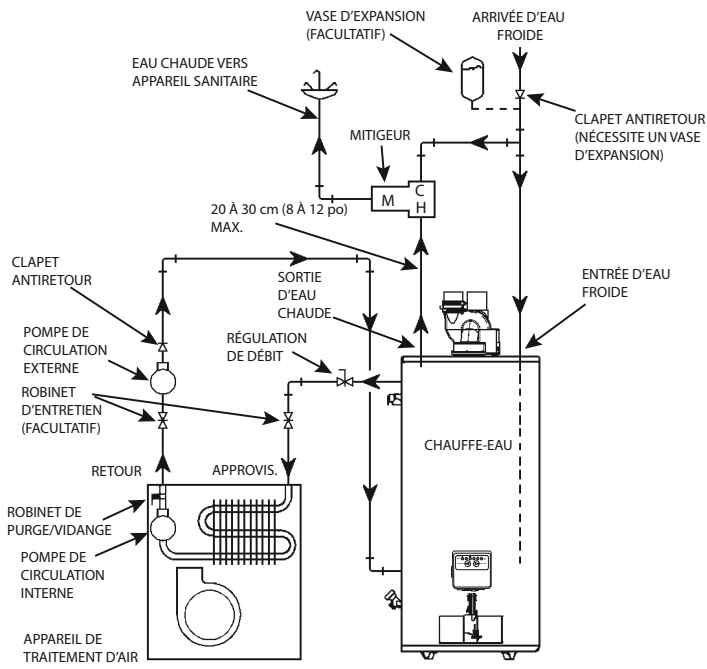 VASE D'EXPANSION
(FACULTATIF)
ARRIVÉE D'EAU
FROIDE
EAU CHAUDE VERS
APPAREIL SANITAIRE
CLAPET ANTIRETOUR
(NÉCESSITE UN VASE
D'EXPANSION)
MITIGEUR
C
M
H
20 À 30 cm (8 À 12 po)
MAX.
CLAPET
ANTIRETOUR
SORTIE
D'EAU
CHAUDE
ENTRÉE D'EAU
FROIDE
POMPE DE
CIRCULATION
EXTERNE
RÉGULATION
DE DÉBIT
ROBINET
D'ENTRETIEN
(FACULTATIF)
CHAUFFE-EAU
RETOUR
APPROVIS.
ROBINET DE
PURGE/VIDANGE
POMPE DE
CIRCULATION
INTERNE
APPAREIL DE
TRAITEMENT D'AIR